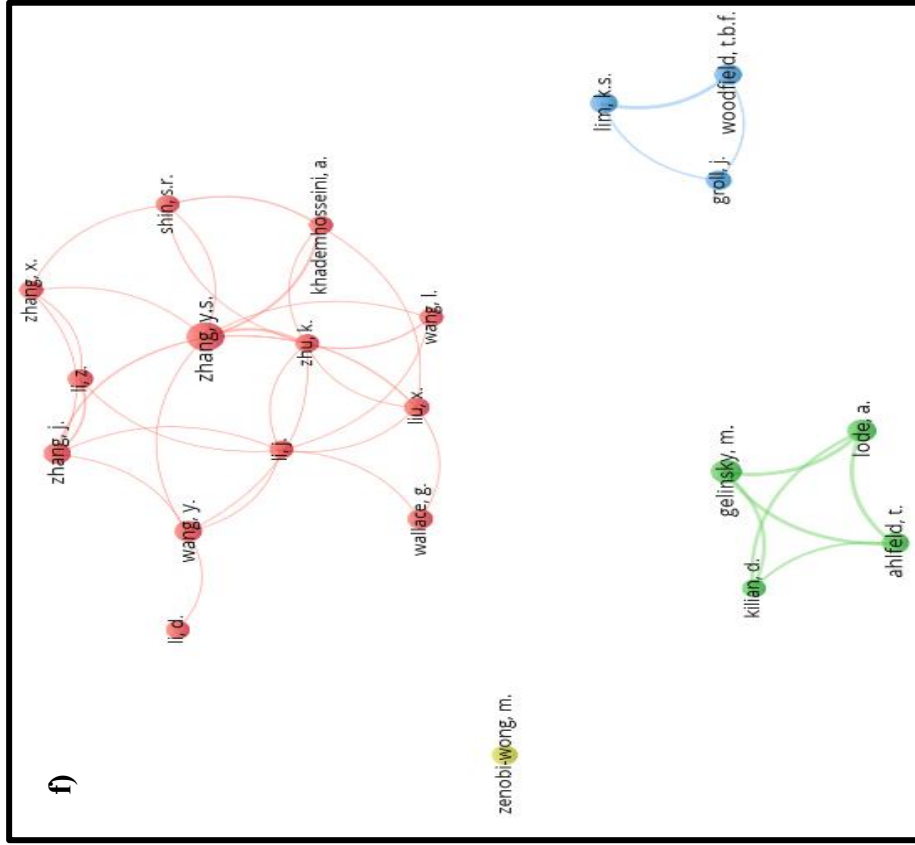 f)
zhang, x.
zhang, j.
li, z.
shin, s.r.
li, d.
wang, y.
zhang, y.s.
li, j.
zhu, k.
khademhosseini, a.
wallace, g.
liu, x.
wang, l.
zenobi-wong, m.
lim, k.s.
groll, j.
woodfield, t.b.f.
gelinsky, m.
kilian, d.
lode, a.
ahlfeld, t.